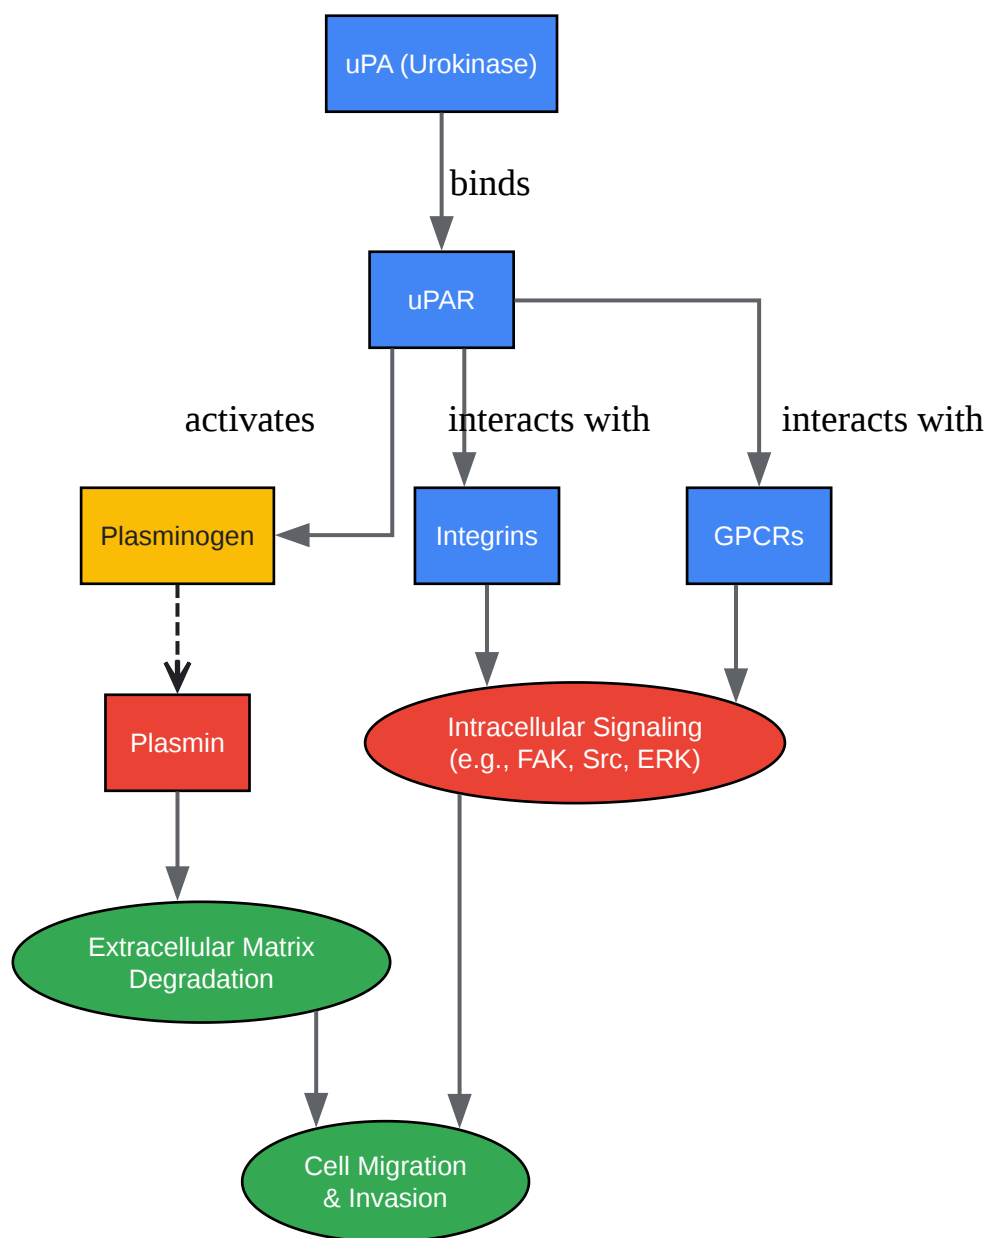 uPA (Urokinase)
binds
uPAR
activates
interacts with
interacts with
Plasminogen
Integrins
GPCRs
Intracellular Signaling
(e.g., FAK, Src, ERK)
Plasmin
Extracellular Matrix
Degradation
Cell Migration
& Invasion